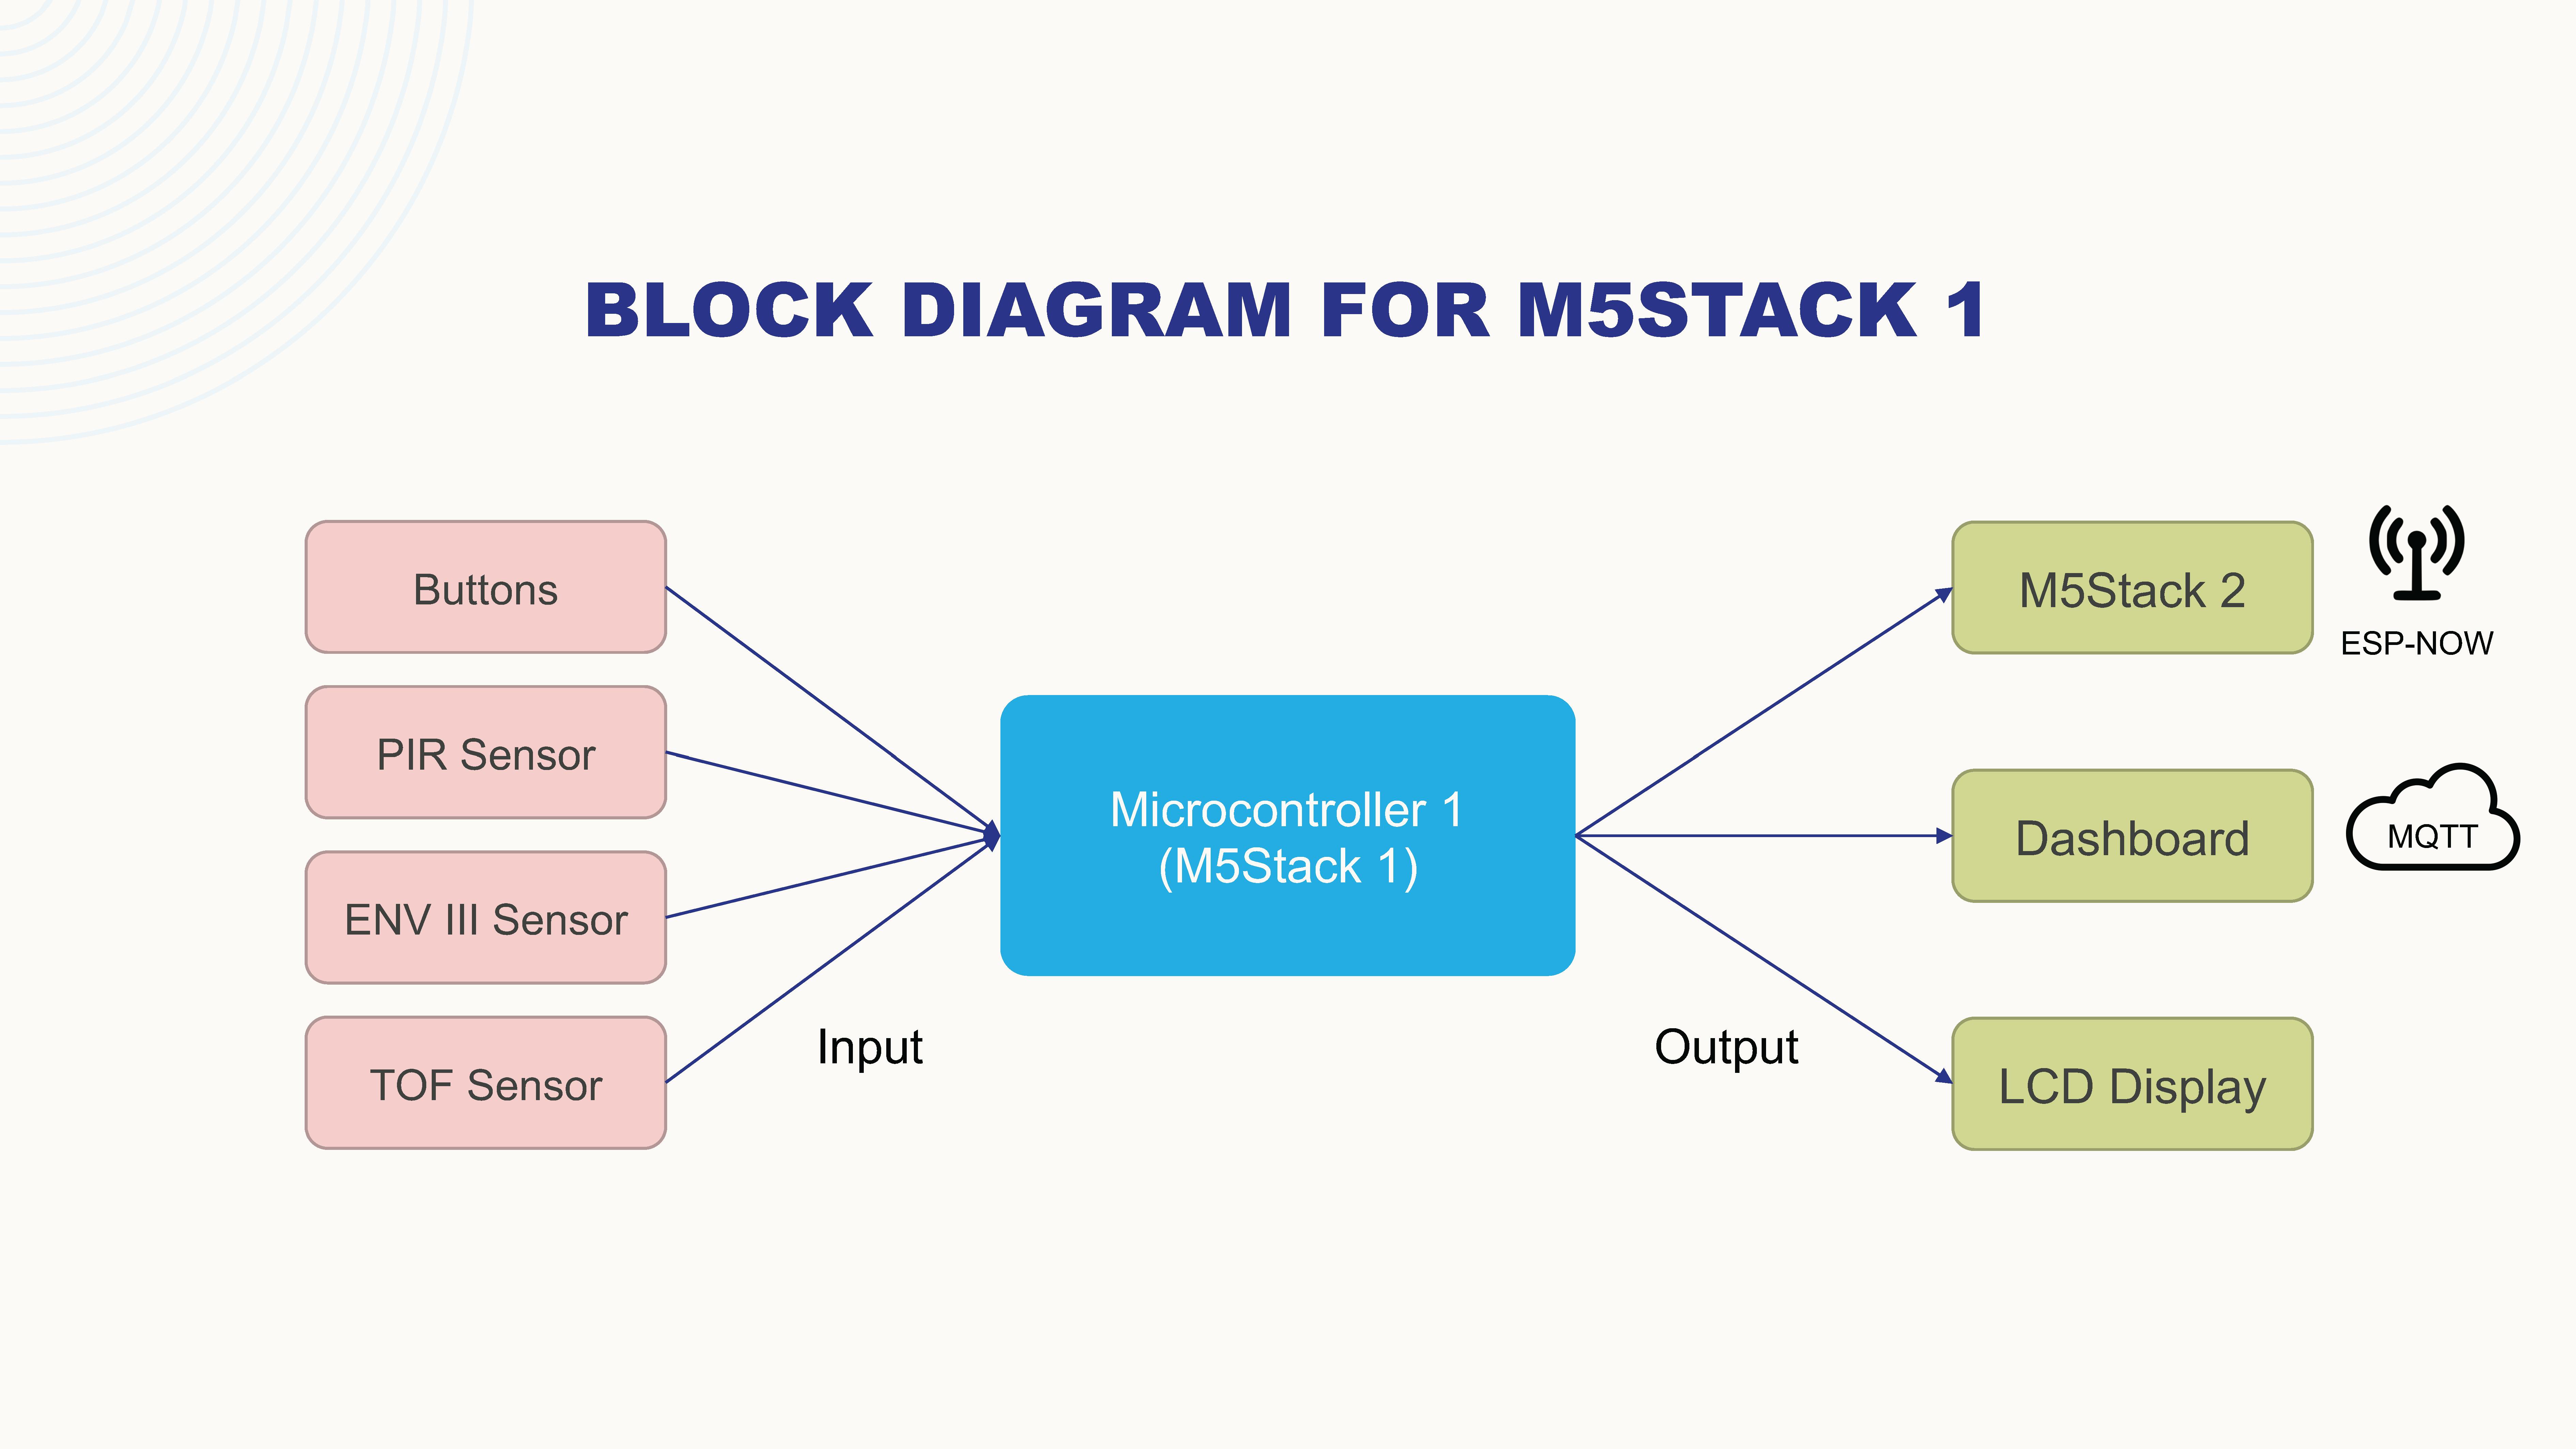 BLOCK DIAGRAM FOR M5STACK 1
Buttons
PIR Sensor
ENV III Sensor
TOF Sensor
Input
Microcontroller 1
(M5Stack 1)
Output
M5Stack 2
ESP-NOW
Dashboard
MQTT
LCD Display